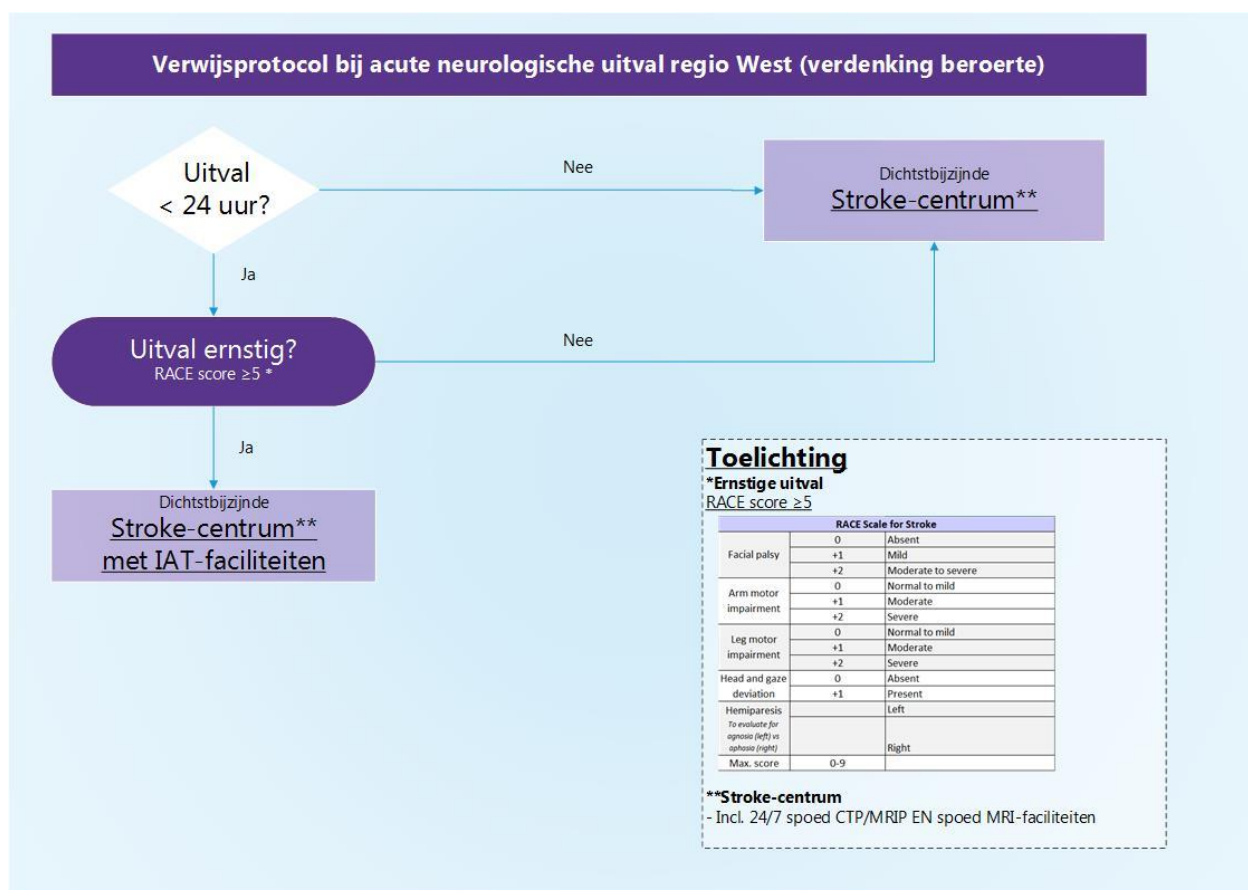 Verwijsprotocol bij acute neurologische uitval regio West (verdenking beroerte)
Uitval
< 24 uur?
Nee
Dichtstbijzijnde
Stroke-centrum**
Ja
Uitval ernstig?
RACE score ≥5 *
Nee
Ja
Dichtstbijzijnde
Stroke-centrum**
met IAT-faciliteiten
Toelichting
*Ernstige uitval
RACE score ≥5
RACE Scale for Stroke
Facial palsy
0 Absent
+1 Mild
+2 Moderate to severe
Arm motor
impairment
0 Normal to mild
+1 Moderate
+2 Severe
Leg motor
impairment
0 Normal to mild
+1 Moderate
+2 Severe
Head and gaze
deviation
0 Absent
+1 Present
Hemiparesis
To evaluate for
agnosia (left) vs
aphasia (right)
Left
Right
Max. score 0-9
**Stroke-centrum
- Incl. 24/7 spoed CTP/MRIP EN spoed MRI-faciliteiten